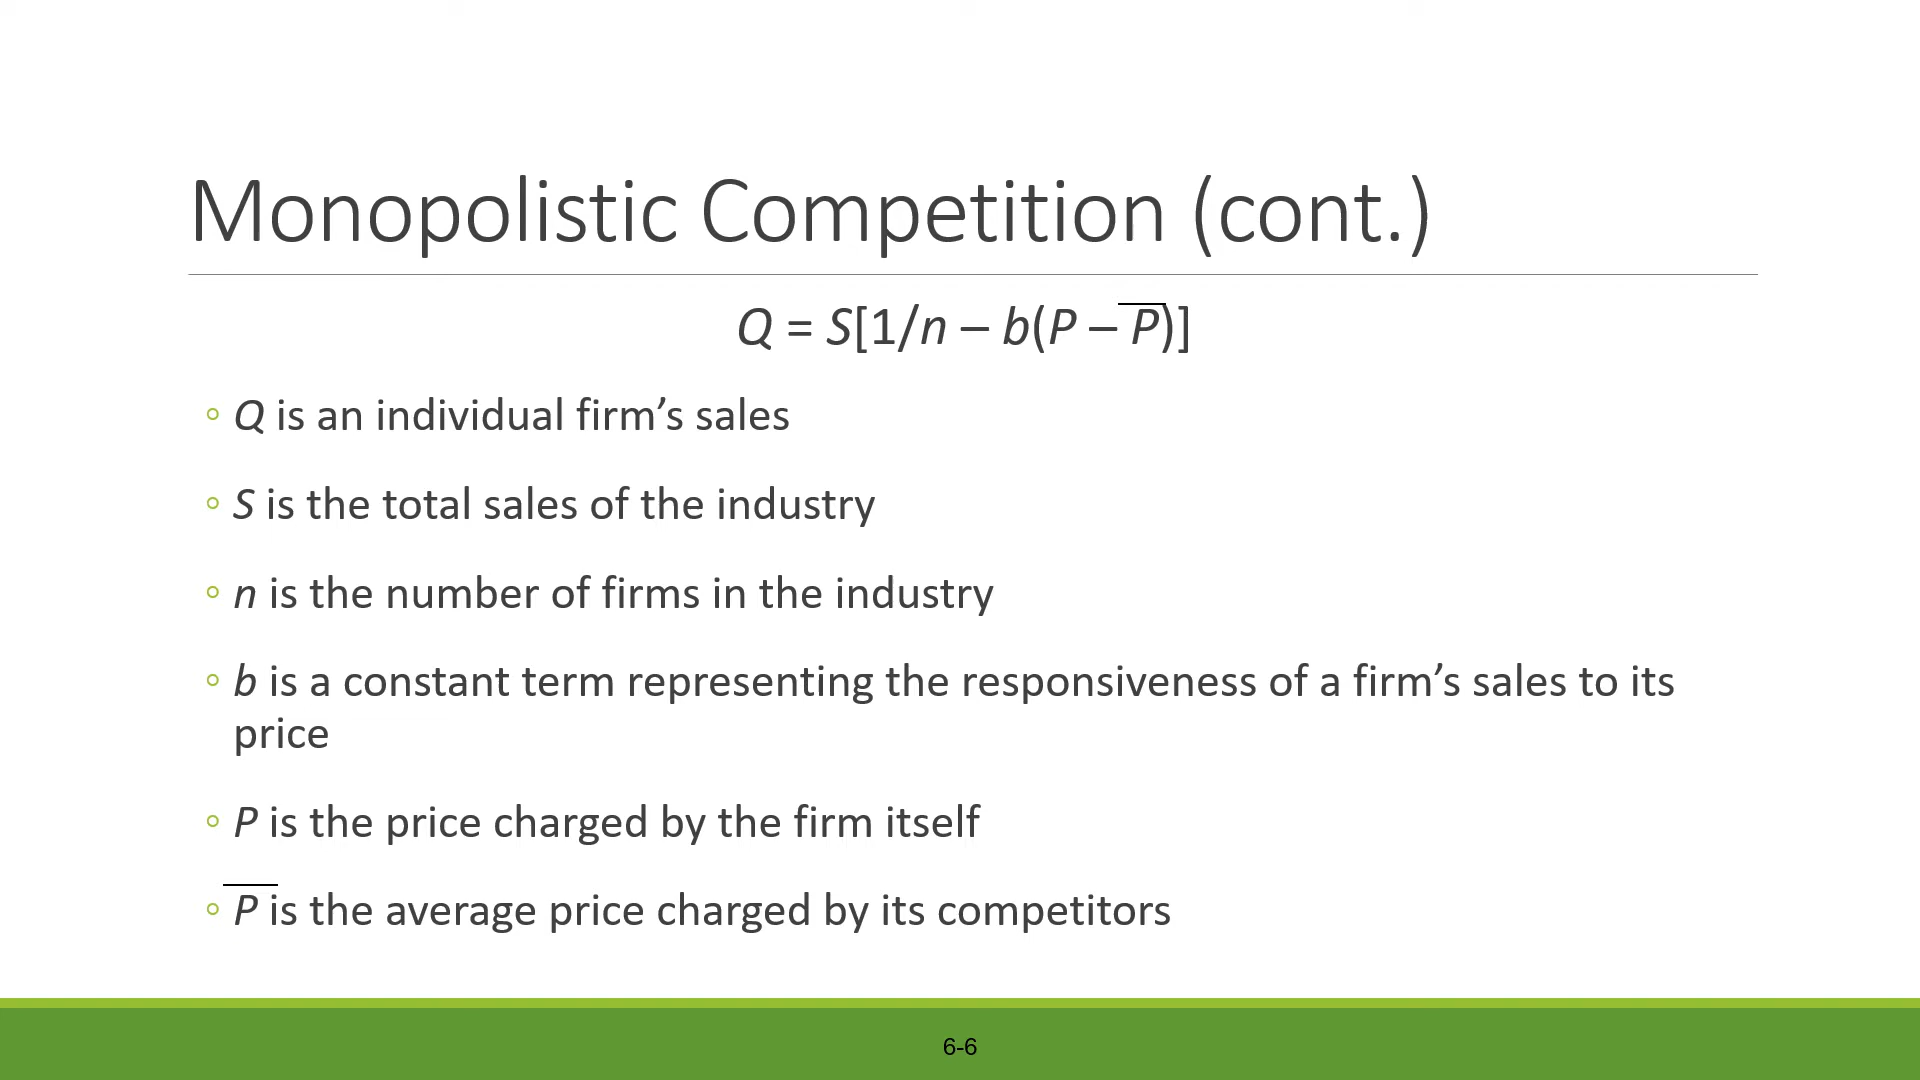 Monopolistic Competition (cont.)
Q = S[1/n – b(P – P̅)]
◦ Q is an individual firm’s sales
◦ S is the total sales of the industry
◦ n is the number of firms in the industry
◦ b is a constant term representing the responsiveness of a firm’s sales to its
price
◦ P is the price charged by the firm itself
◦ P̅ is the average price charged by its competitors
6-6